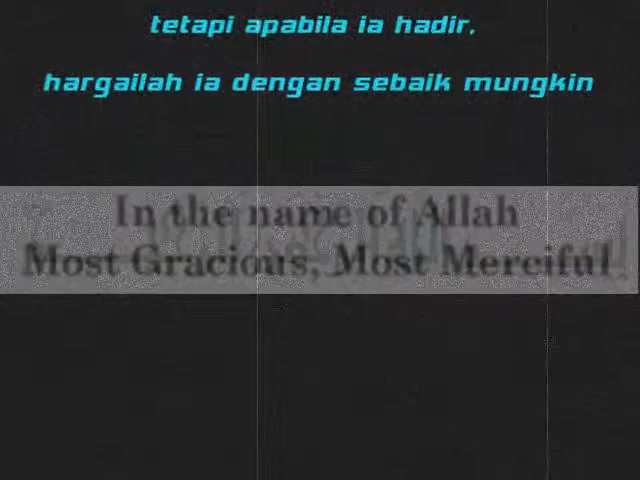 tetapi apabila ia hadir,
hargailah ia dengan sebaik mungkin
In the name of Allah
Most Gracious, Most Merciful